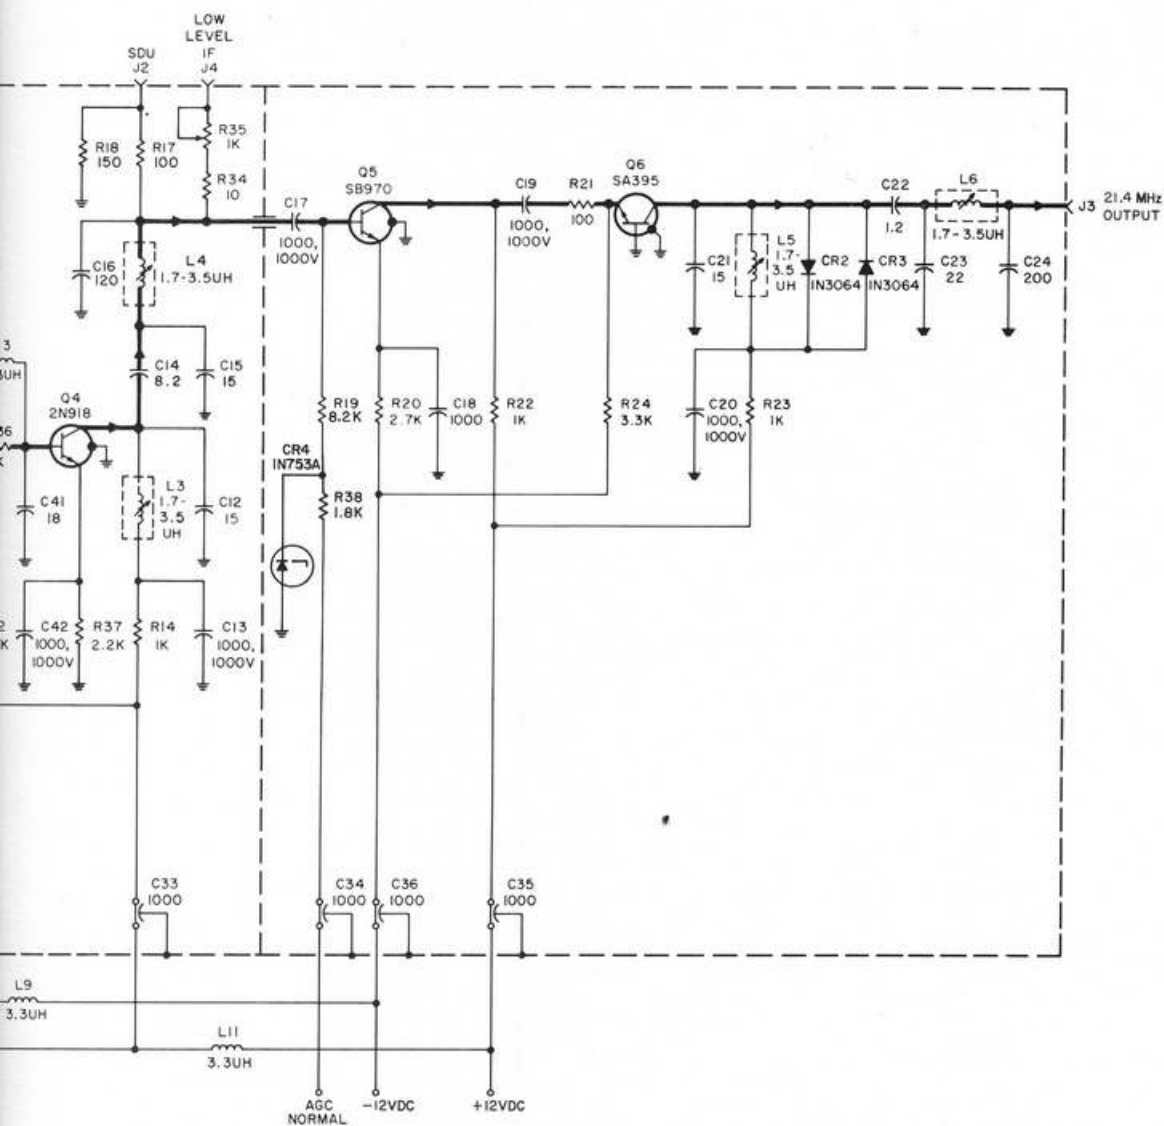 LOW
LEVEL
IF
J4
SDU
J2
R18
150
R17
100
R35
1K
R34
10
C17
1000,
1000V
Q5
SB970
C19
1000,
1000V
R21
100
Q6
SA395
C22
1.2
L6
1.7-3.5UH
J3
21.4 MHz
OUTPUT
C16
120
L4
1.7-3.5UH
C21
15
L5
1.7-
3.5
UH
CR2
IN3064
CR3
IN3064
C23
22
C24
200
3
C14
8.2
C15
15
Q4
2N918
R19
8.2K
R20
2.7K
C18
1000
R22
1K
R24
3.3K
C20
1000,
1000V
R23
1K
36
K
CR4
1N753A
R38
1.8K
C41
18
L3
1.7-
3.5
UH
C12
15
2
K
C42
1000,
1000V
R37
2.2K
R14
1K
C13
1000,
1000V
C33
1000
C34
1000
C36
1000
C35
1000
L9
3.3UH
L11
3.3UH
AGC
NORMAL
-12VDC
+12VDC